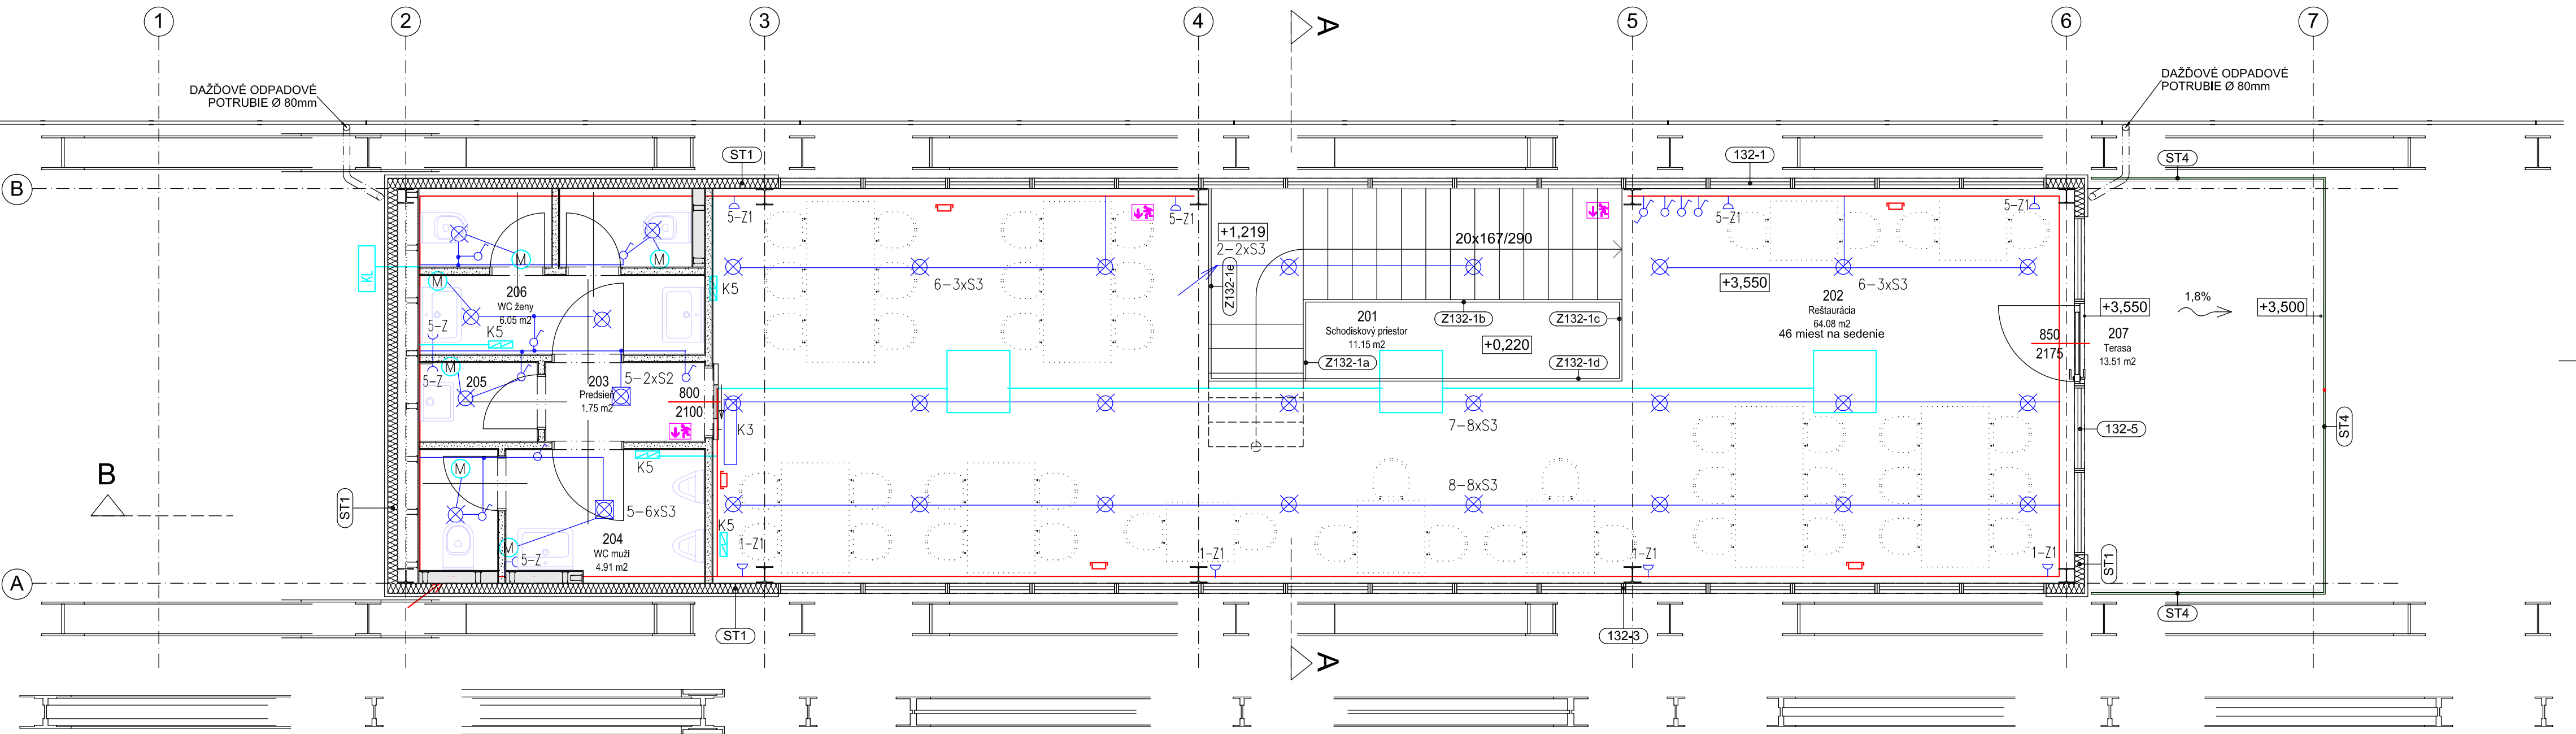 1
2
3
4
A
5
6
7
DAŽĎOVÉ ODPADOVÉ
POTRUBIE Ø 80mm
DAŽĎOVÉ ODPADOVÉ
POTRUBIE Ø 80mm
ST1
132-1
ST4
B
5-Z1
5-Z1
5-Z1
5-Z1
+1,219
2-2xS3
20x167/290
KL
M
M
M
Z132-1e
K5
6-3xS3
+3,550
6-3xS3
206
WC ženy
6.05 m2
202
Reštaurácia
64.08 m2
46 miest na sedenie
201
Schodiskový priestor
11.15 m2
Z132-1b
Z132-1c
+3,550
1,8%
+3,500
5-Z
K5
+0,220
850
2175
207
Terasa
13.51 m2
Z132-1a
Z132-1d
M
5-Z
205
203
Predsieň
1.75 m2
5-2xS2
800
2100
K3
7-8xS3
132-5
ST4
B
M
K5
8-8xS3
ST1
5-6xS3
204
WC muži
4.91 m2
M
5-Z
K5
1-Z1
1-Z1
1-Z1
1-Z1
ST1
A
ST1
132-3
ST4
A